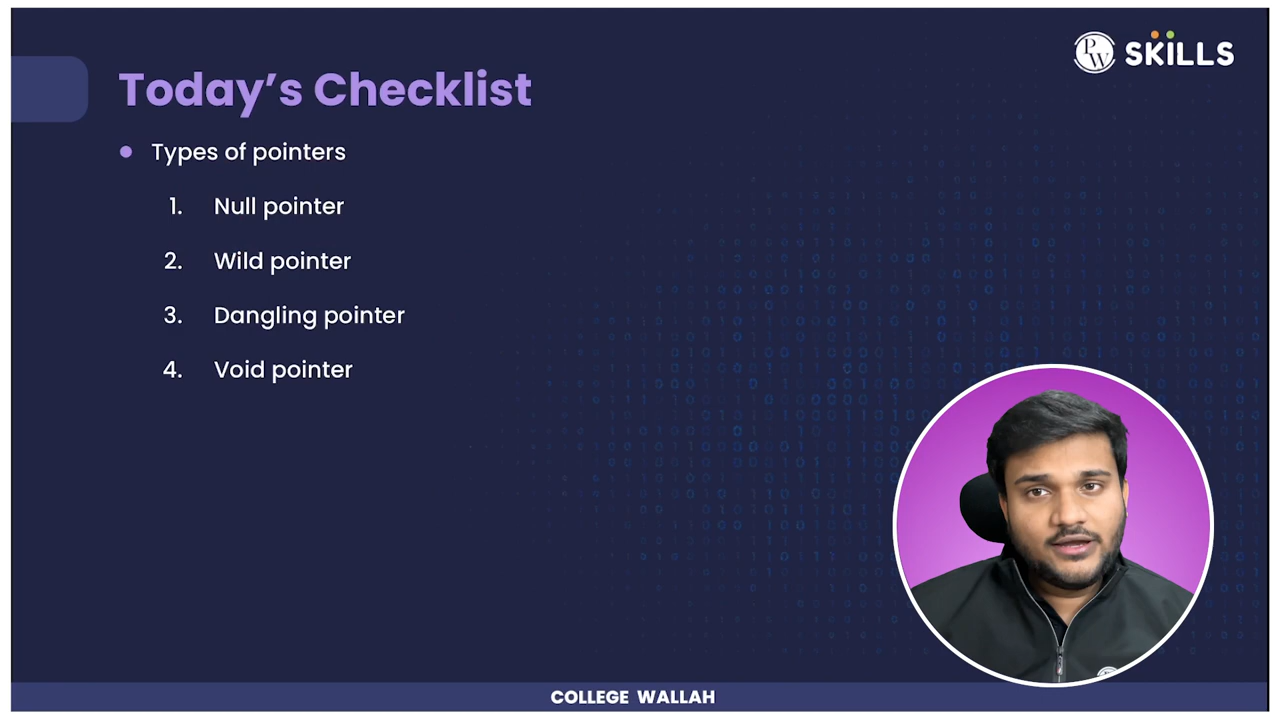 PW SKILLS
Today’s Checklist
Types of pointers
1. Null pointer
2. Wild pointer
3. Dangling pointer
4. Void pointer
COLLEGE WALLAH